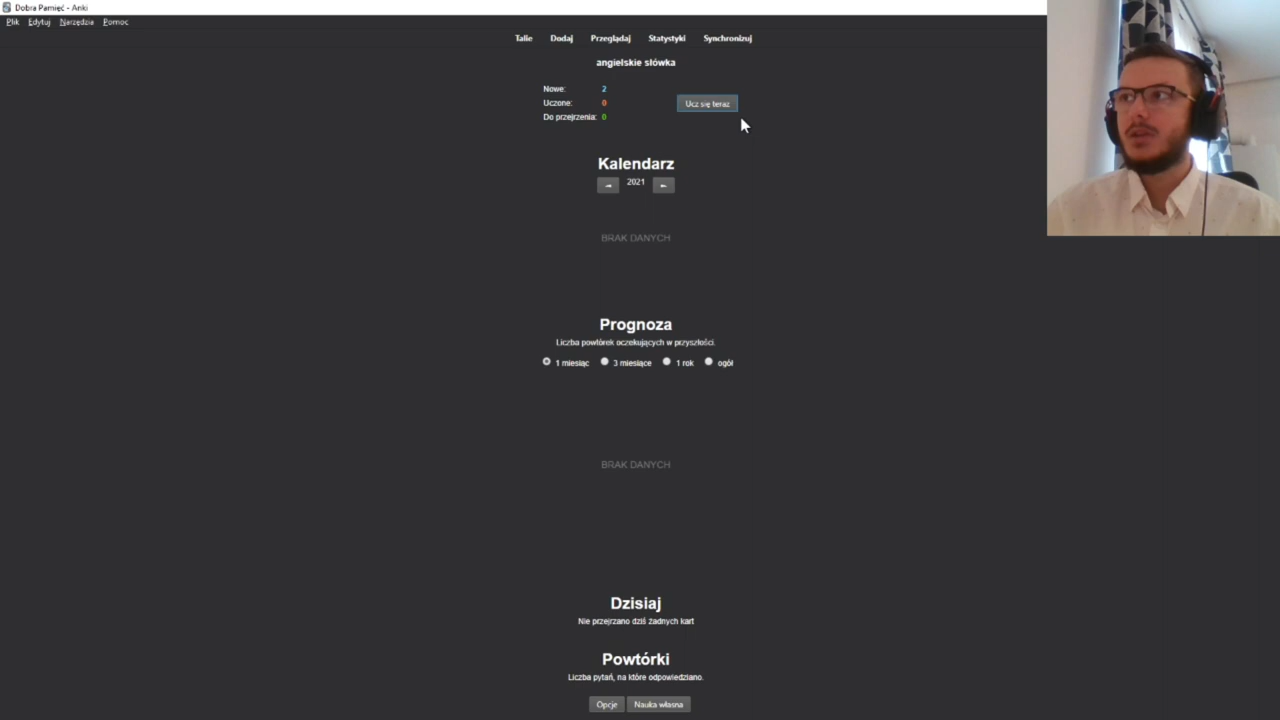 Dobra Pamięć - Anki
Plik Edytuj Narzędzia Pomoc
Talie Dodaj Przeglądaj Statystyki Synchronizuj
angielskie słówka
Nowe: 2
Uczone: 0
Do przejrzenia: 0
Ucz się teraz
Kalendarz
2021
BRAK DANYCH
Prognoza
Liczba powtórek oczekujących w przyszłości.
1 miesiąc 3 miesiące 1 rok ogół
BRAK DANYCH
Dzisiaj
Nie przejrzano dziś żadnych kart
Powtórki
Liczba pytań, na które odpowiedziano.
Opcje Nauka własna